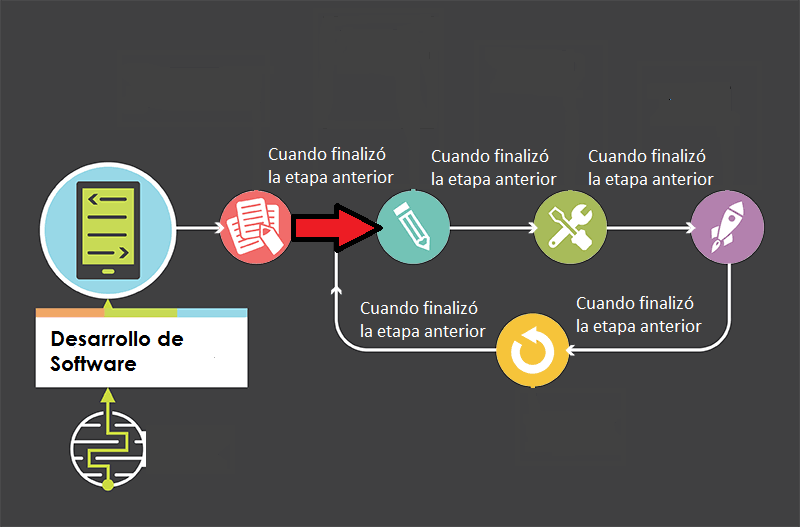 Cuando finalizó
la etapa anterior
Cuando finalizó
la etapa anterior
Cuando finalizó
la etapa anterior
Cuando finalizó
la etapa anterior
Cuando finalizó
la etapa anterior
Desarrollo de
Software